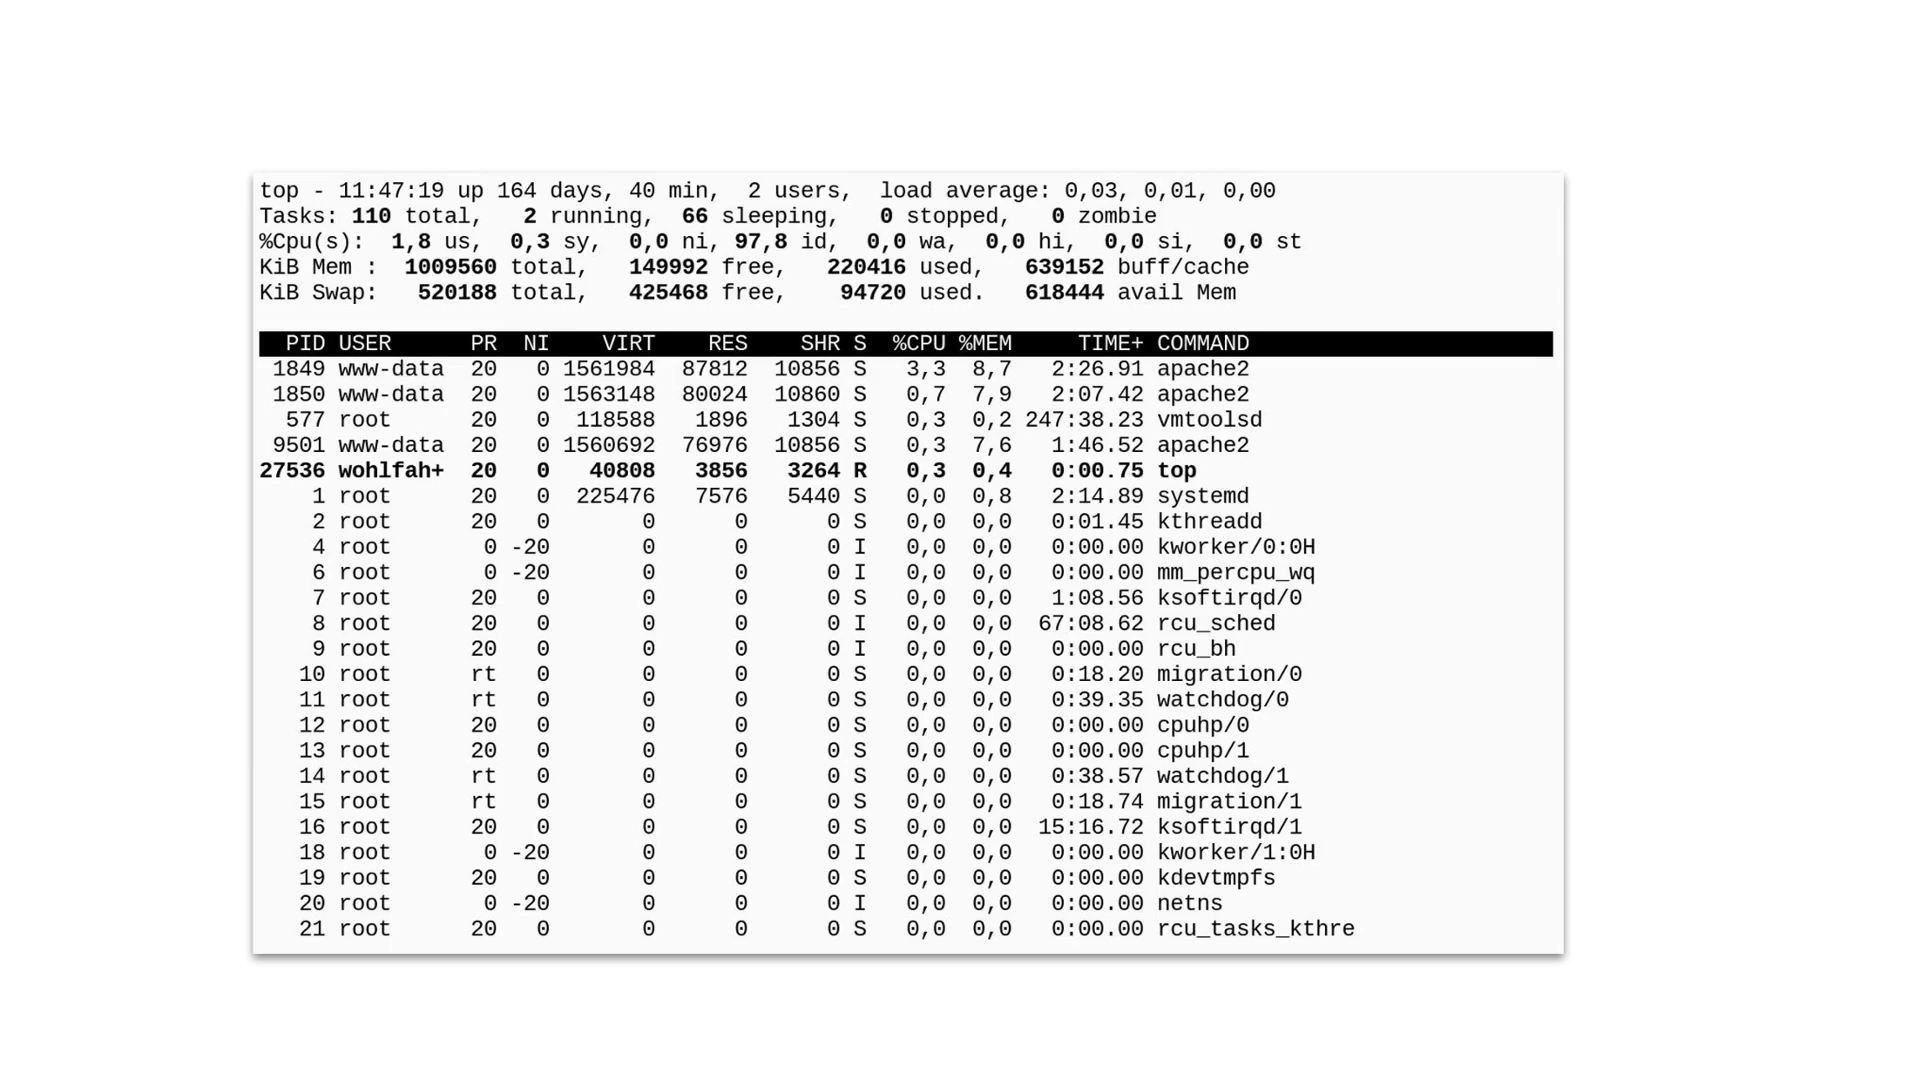 top - 11:47:19 up 164 days, 40 min,  2 users,  load average: 0,03, 0,01, 0,00
Tasks: 110 total,   2 running,  66 sleeping,   0 stopped,   0 zombie
%Cpu(s):  1,8 us,  0,3 sy,  0,0 ni, 97,8 id,  0,0 wa,  0,0 hi,  0,0 si,  0,0 st
KiB Mem :  1009560 total,   149992 free,   220416 used,   639152 buff/cache
KiB Swap:   520188 total,   425468 free,    94720 used.   618444 avail Mem
  PID USER      PR  NI    VIRT    RES    SHR S  %CPU %MEM     TIME+ COMMAND
 1849 www-data  20   0 1561984  87812  10856 S   3,3  8,7   2:26.91 apache2
 1850 www-data  20   0 1563148  80024  10860 S   0,7  7,9   2:07.42 apache2
  577 root      20   0  118588   1896   1304 S   0,3  0,2 247:38.23 vmtoolsd
 9501 www-data  20   0 1560692  76976  10856 S   0,3  7,6   1:46.52 apache2
27536 wohlfah+  20   0   40808   3856   3264 R   0,3  0,4   0:00.75 top
    1 root      20   0  225476   7576   5440 S   0,0  0,8   2:14.89 systemd
    2 root      20   0       0      0      0 S   0,0  0,0   0:01.45 kthreadd
    4 root       0 -20       0      0      0 I   0,0  0,0   0:00.00 kworker/0:0H
    6 root       0 -20       0      0      0 I   0,0  0,0   0:00.00 mm_percpu_wq
    7 root      20   0       0      0      0 S   0,0  0,0   1:08.56 ksoftirqd/0
    8 root      20   0       0      0      0 I   0,0  0,0  67:08.62 rcu_sched
    9 root      20   0       0      0      0 I   0,0  0,0   0:00.00 rcu_bh
   10 root      rt   0       0      0      0 S   0,0  0,0   0:18.20 migration/0
   11 root      rt   0       0      0      0 S   0,0  0,0   0:39.35 watchdog/0
   12 root      20   0       0      0      0 S   0,0  0,0   0:00.00 cpuhp/0
   13 root      20   0       0      0      0 S   0,0  0,0   0:00.00 cpuhp/1
   14 root      rt   0       0      0      0 S   0,0  0,0   0:38.57 watchdog/1
   15 root      rt   0       0      0      0 S   0,0  0,0   0:18.74 migration/1
   16 root      20   0       0      0      0 S   0,0  0,0  15:16.72 ksoftirqd/1
   18 root       0 -20       0      0      0 I   0,0  0,0   0:00.00 kworker/1:0H
   19 root      20   0       0      0      0 S   0,0  0,0   0:00.00 kdevtmpfs
   20 root       0 -20       0      0      0 I   0,0  0,0   0:00.00 netns
   21 root      20   0       0      0      0 S   0,0  0,0   0:00.00 rcu_tasks_kthre